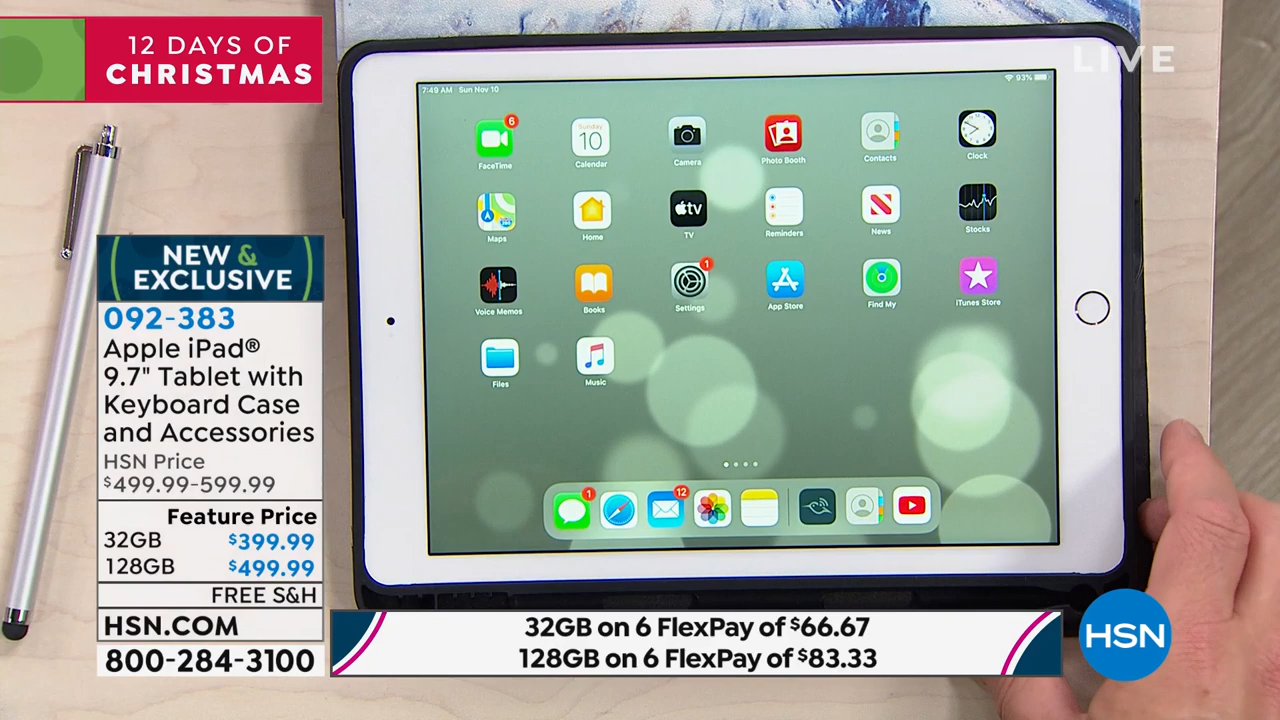 12 DAYS OF
CHRISTMAS
LIVE
7:49 AM Sun Nov 10
93%
6
Sunday
10
FaceTime
Calendar
Camera
Photo Booth
Contacts
Clock
tv
Maps
Home
TV
Reminders
News
Stocks
1
Voice Memos
Books
Settings
App Store
Find My
iTunes Store
Files
Music
1
12
NEW &
EXCLUSIVE
092-383
Apple iPad®
9.7" Tablet with
Keyboard Case
and Accessories
HSN Price
$499.99-599.99
Feature Price
32GB $399.99
128GB $499.99
FREE S&H
HSN.COM
800-284-3100
32GB on 6 FlexPay of $66.67
128GB on 6 FlexPay of $83.33
HSN